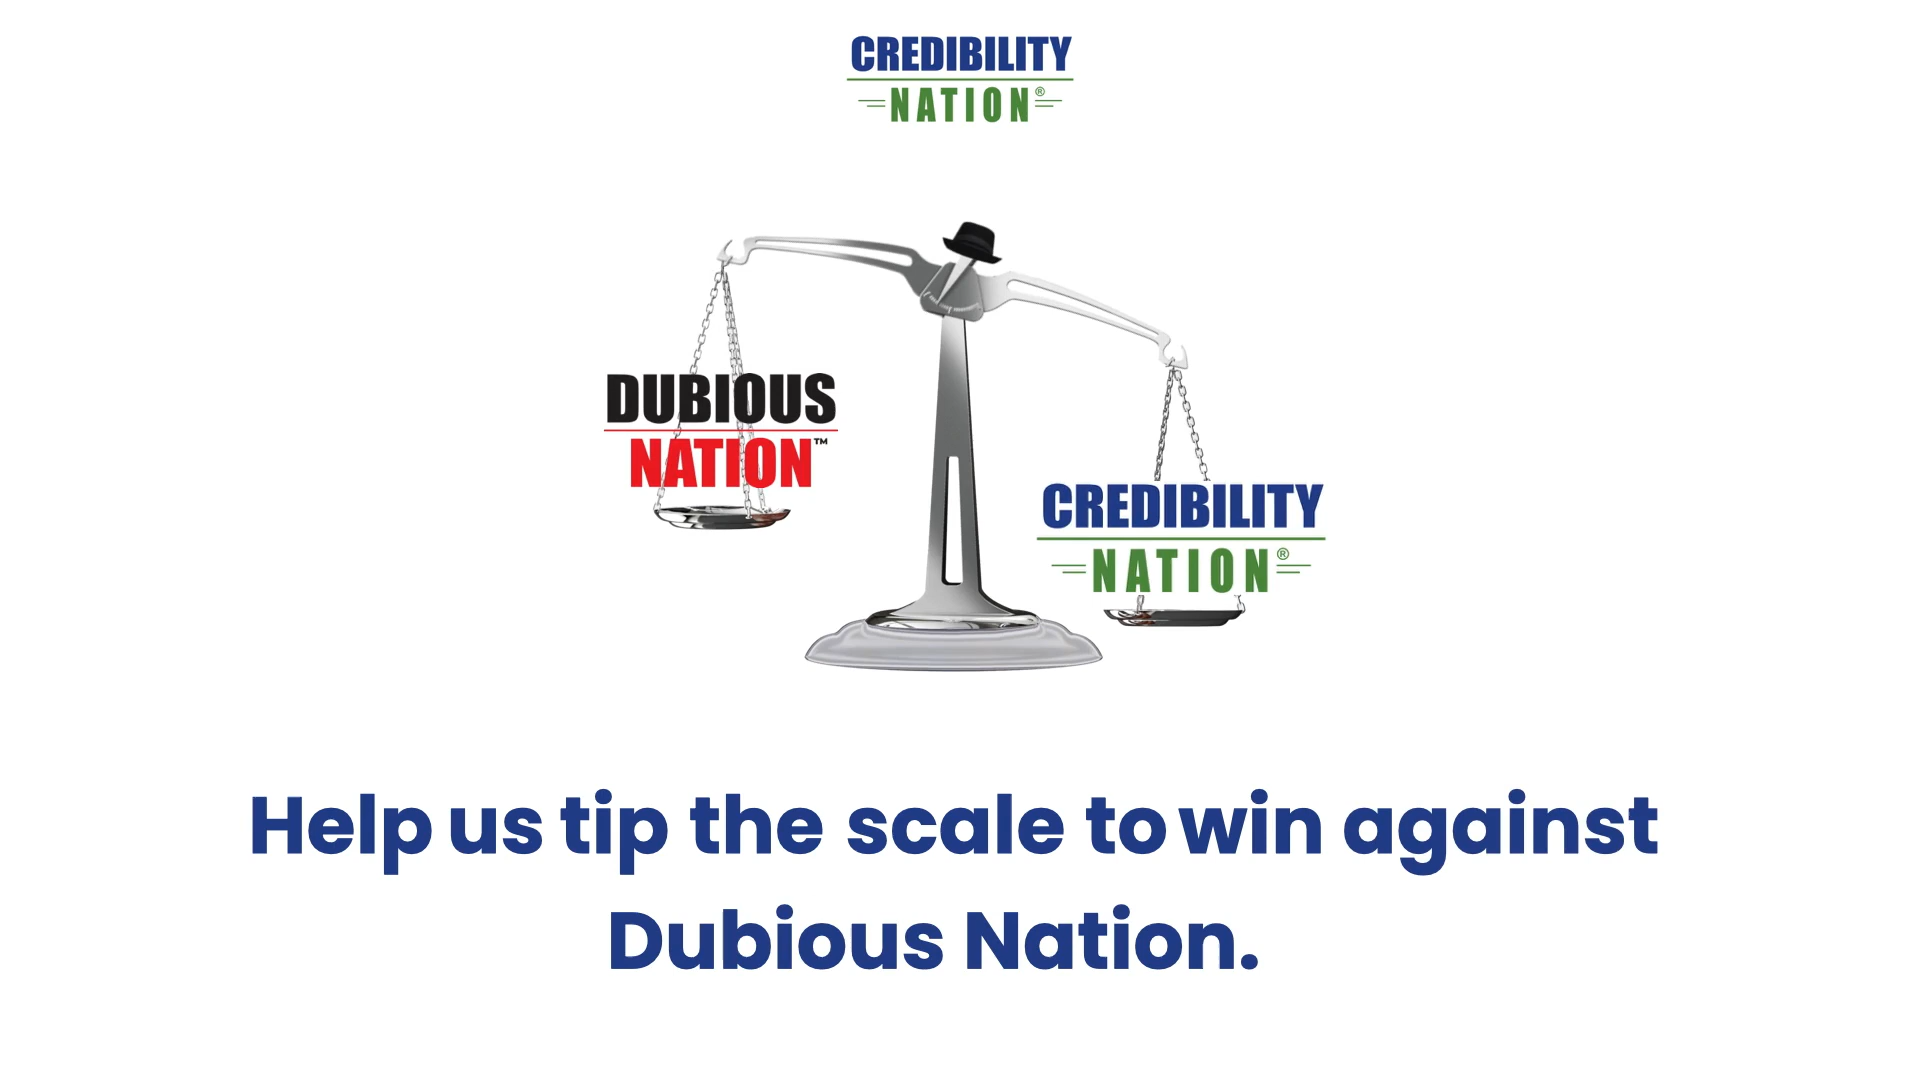 CREDIBILITY
NATION®
DUBIOUS
NATION™
CREDIBILITY
NATION®
Help us tip the scale to win against
Dubious Nation.